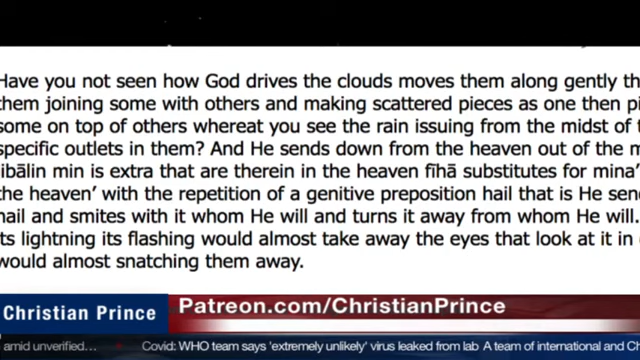 Have you not seen how God drives the clouds moves them along gently th
them joining some with others and making scattered pieces as one then pi
some on top of others whereat you see the rain issuing from the midst of t
specific outlets in them? And He sends down from the heaven out of the m
jibālin min is extra that are therein in the heaven fīhā substitutes for mina’
the heaven’ with the repetition of a genitive preposition hail that is He sen
hail and smites with it whom He will and turns it away from whom He will.
its lightning its flashing would almost take away the eyes that look at it in
would almost snatching them away.
Patreon.com/ChristianPrince
Christian Prince
amid unverified... Covid: WHO team says 'extremely unlikely' virus leaked from lab A team of international and Ch